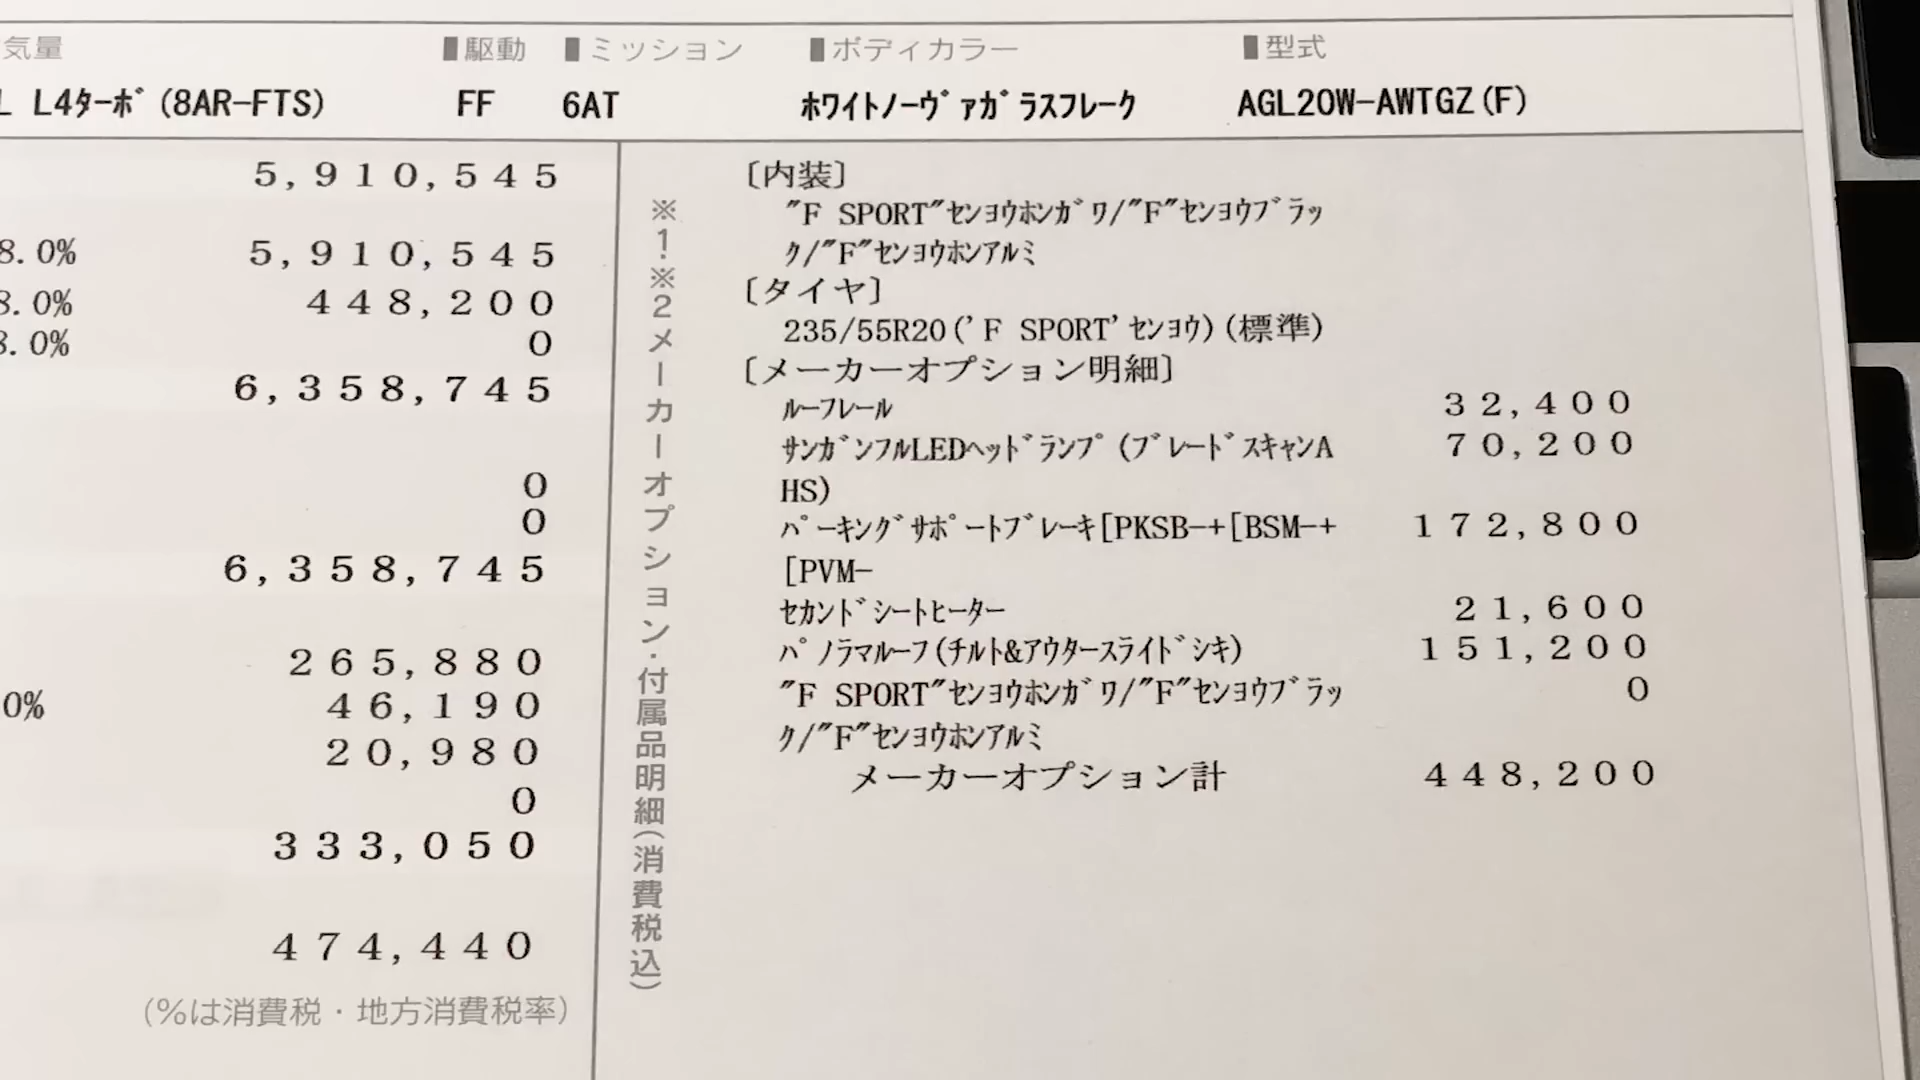 気量 ■駆動 ■ミッション ■ボディカラー ■型式
L L4ﾀｰﾎﾞ(8AR-FTS) FF 6AT ﾎﾜｲﾄﾉｰｳﾞｧｶﾞﾗｽﾌﾚｰｸ AGL20W-AWTGZ(F)
5,910,545
8.0% 5,910,545
8.0% 448,200
8.0% 0
6,358,745
0
0
6,358,745
265,880
0% 46,190
20,980
0
333,050
474,440
(%は消費税・地方消費税率)
※1※2メーカーオプション・付属品明細(消費税込)
〔内装〕
"F SPORT"ｾﾝﾖｳﾎﾝｶﾞﾜ/"F"ｾﾝﾖｳﾌﾞﾗｯ
ｸ/"F"ｾﾝﾖｳﾎﾝｱﾙﾐ
〔タイヤ〕
235/55R20('F SPORT'ｾﾝﾖｳ)(標準)
〔メーカーオプション明細〕
ﾙｰﾌﾚｰﾙ 32,400
ｻﾝｶﾞﾝﾌﾙLEDﾍｯﾄﾞﾗﾝﾌﾟ(ﾌﾞﾚｰﾄﾞｽｷｬﾝA 70,200
HS)
ﾊﾟｰｷﾝｸﾞｻﾎﾟｰﾄﾌﾞﾚｰｷ[PKSB-+[BSM-+ 172,800
[PVM-
ｾｶﾝﾄﾞｼｰﾄﾋｰﾀｰ 21,600
ﾊﾟﾉﾗﾏﾙｰﾌ(ﾁﾙﾄ&ｱｳﾀｰｽﾗｲﾄﾞｼｷ) 151,200
"F SPORT"ｾﾝﾖｳﾎﾝｶﾞﾜ/"F"ｾﾝﾖｳﾌﾞﾗｯ 0
ｸ/"F"ｾﾝﾖｳﾎﾝｱﾙﾐ
メーカーオプション計 448,200